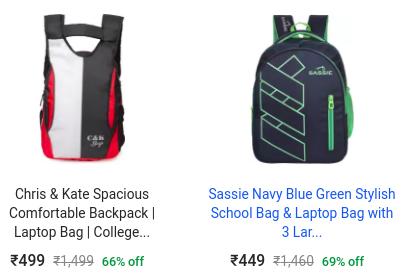 C&K
Bags
SASSIE
Chris & Kate Spacious
Comfortable Backpack |
Laptop Bag | College...
₹499 ₹1,499 66% off
Sassie Navy Blue Green Stylish
School Bag & Laptop Bag with
3 Lar...
₹449 ₹1,460 69% off